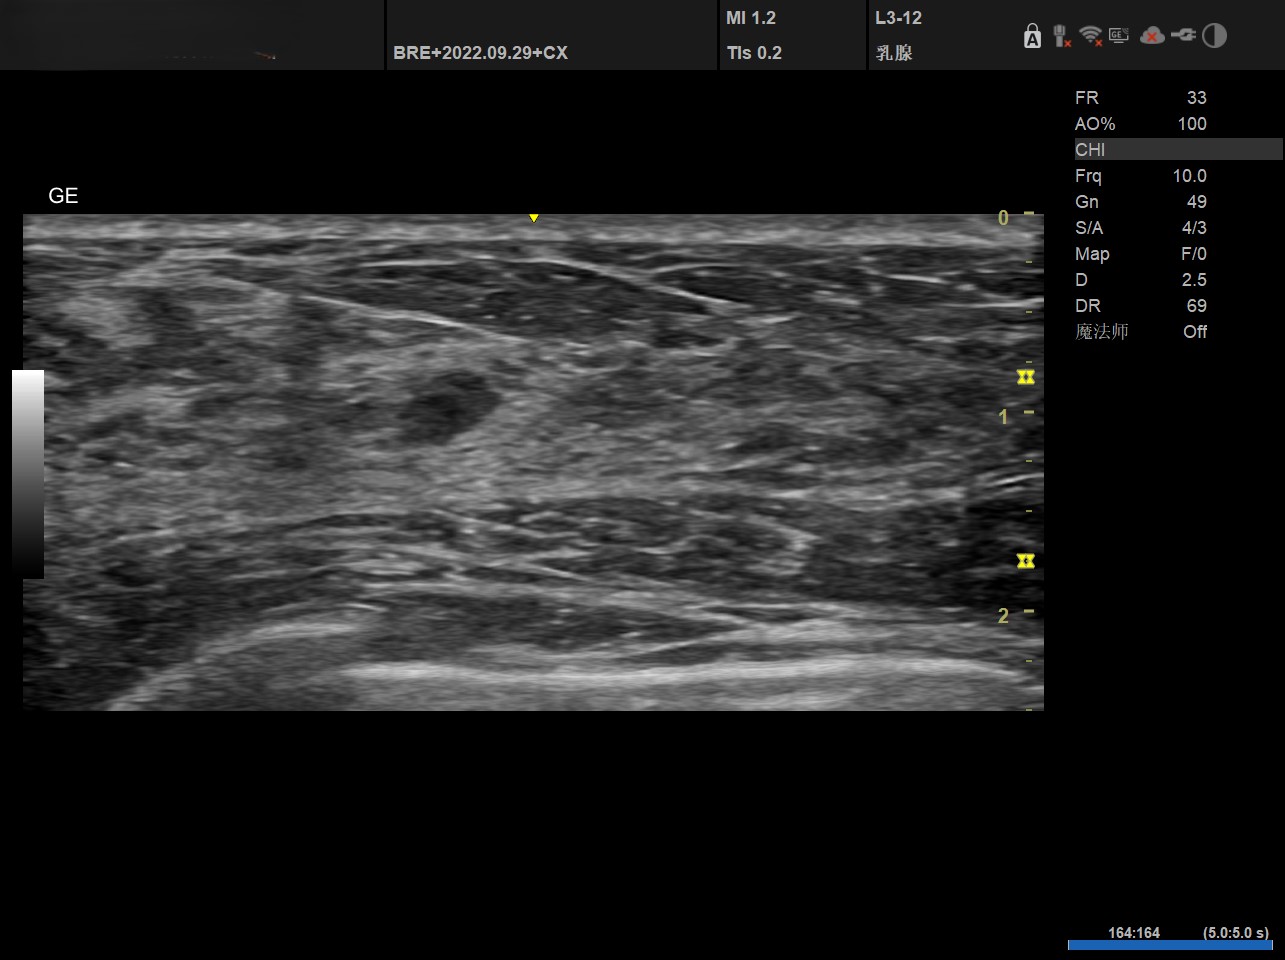 MI 1.2
L3-12
BRE+2022.09.29+CX
TIs 0.2
乳腺
A
GE
FR 33
AO% 100
CHI
Frq 10.0
Gn 49
S/A 4/3
Map F/0
D 2.5
DR 69
魔法师 Off
GE
0
1
2
164:164 (5.0:5.0 s)